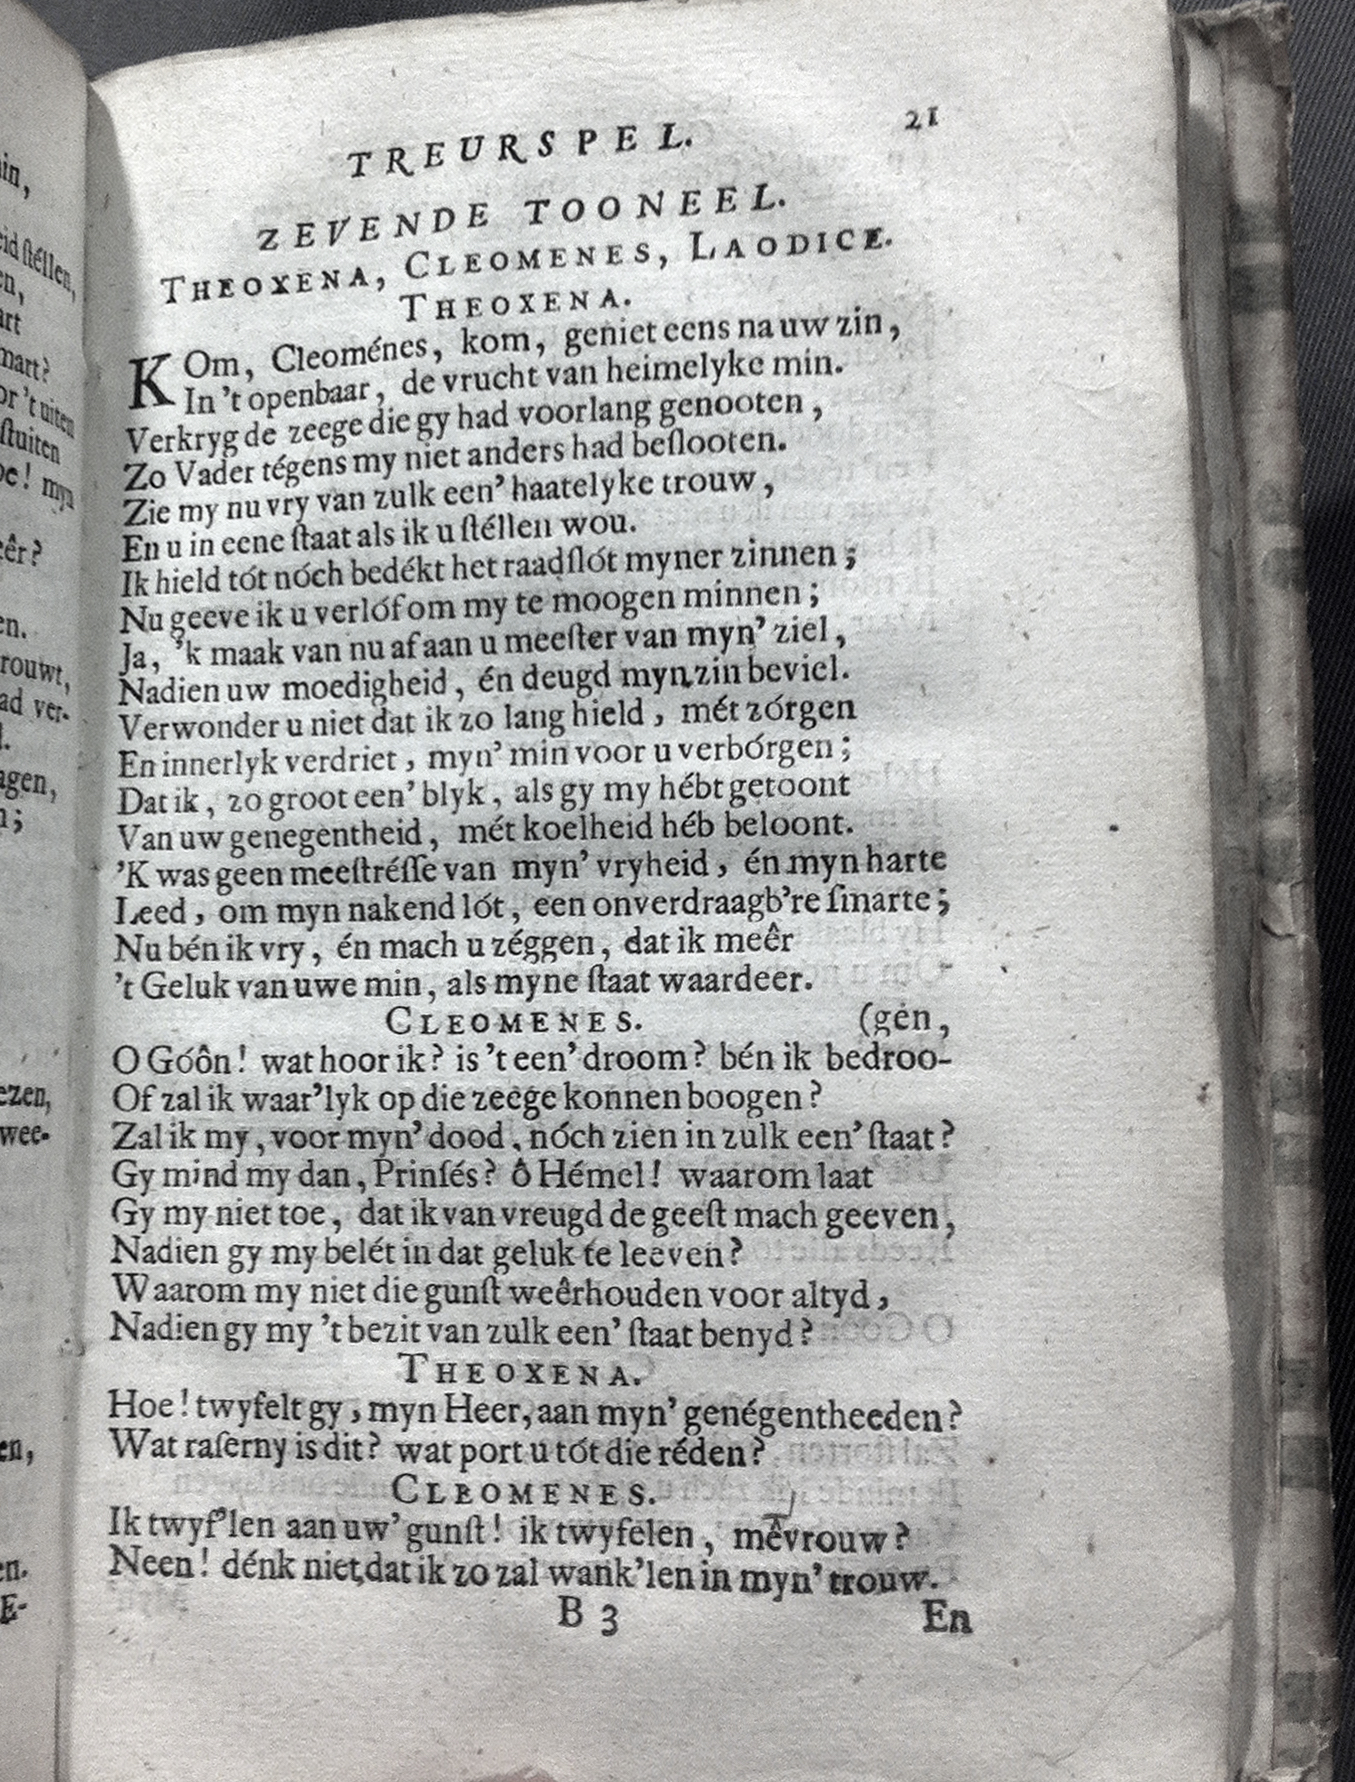 TREURSPEL. 21
ZEVENDE TOONEEL.
THEOXENA, CLEOMENES, LAODICE.
THEOXENA.
KOm, Cleoménes, kom, geniet eens na uw zin,
In 't openbaar, de vrucht van heimelyke min.
Verkryg de zeege die gy had voorlang genooten,
Zo Vader tégens my niet anders had beslooten.
Zie my nu vry van zulk een' haatelyke trouw,
En u in eene ſtaat als ik u ſtéllen wou.
Ik hield tót nóch bedékt het raadſlót myner zinnen;
Nu geeve ik u verlóf om my te moogen minnen;
Ja, 'k maak van nu af aan u meeſter van myn' ziel,
Nadien uw moedigheid, én deugd myn zin beviel.
Verwonder u niet dat ik zo lang hield, mét zórgen
En innerlyk verdriet, myn' min voor u verbórgen;
Dat ik, zo groot een' blyk, als gy my hébt getoont
Van uw genegentheid, mét koelheid héb beloont.
'K was geen meeſtréſſe van myn' vryheid, én myn harte
Leed, om myn nakend lót, een onverdraagb're ſmarte;
Nu bén ik vry, én mach u zéggen, dat ik meêr
't Geluk van uwe min, als myne ſtaat waardeer.
CLEOMENES. (gen,
O Góôn! wat hoor ik? is 't een' droom? bén ik bedroo-
Of zal ik waar'lyk op die zeege konnen boogen?
Zal ik my, voor myn' dood, nóch zien in zulk een' ſtaat?
Gy mind my dan, Prinſés? ô Hémel! waarom laat
Gy my niet toe, dat ik van vreugd de geeſt mach geeven,
Nadien gy my belét in dat geluk te leeven?
Waarom my niet die gunſt weêrhouden voor altyd,
Nadien gy my 't bezit van zulk een' ſtaat benyd?
THEOXENA.
Hoe! twyfelt gy, myn Heer, aan myn' genégentheeden?
Wat raſerny is dit? wat port u tót die réden?
CLEOMENES.
Ik twyf'len aan uw' gunſt! ik twyfelen, mêvrouw?
Neen! dénk niet, dat ik zo zal wank'len in myn' trouw.
B 3 En